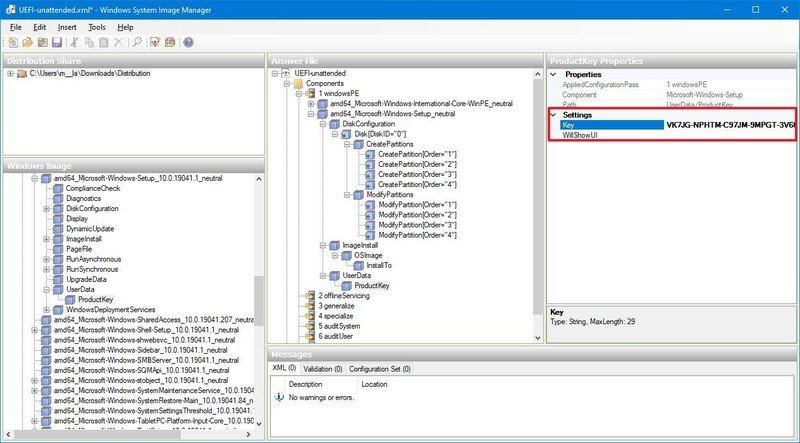 UEFI-unattended.xml* - Windows System Image Manager
File Edit Insert Tools Help
Distribution Share
C:\Users\m__la\Downloads\Distribution
Windows Image
amd64_Microsoft-Windows-Setup_10.0.19041.1_neutral
ComplianceCheck
Diagnostics
DiskConfiguration
Display
DynamicUpdate
ImageInstall
PageFile
RunAsynchronous
RunSynchronous
UpgradeData
UserData
ProductKey
WindowsDeploymentServices
amd64_Microsoft-Windows-SharedAccess_10.0.19041.207_neutral
amd64_Microsoft-Windows-Shell-Setup_10.0.19041.1_neutral
amd64_Microsoft-Windows-shwebsvc_10.0.19041.1_neutral
amd64_Microsoft-Windows-Sidebar_10.0.19041.1_neutral
amd64_Microsoft-Windows-SMBServer_10.0.19041.1_neutral
amd64_Microsoft-Windows-SQMApi_10.0.19041.1_neutral
amd64_Microsoft-Windows-stobject_10.0.19041.1_neutral
amd64_Microsoft-Windows-SystemMaintenanceService_10.0.19041.1
amd64_Microsoft-Windows-SystemRestore-Main_10.0.19041.84_n
amd64_Microsoft-Windows-SystemSettingsThreshold_10.0.19041.1
amd64_Microsoft-Windows-TabletPC-Platform-Input-Core_10.0.19041
Answer File
UEFI-unattended
Components
1 windowsPE
amd64_Microsoft-Windows-International-Core-WinPE_neutral
amd64_Microsoft-Windows-Setup_neutral
DiskConfiguration
Disk[DiskID="0"]
CreatePartitions
CreatePartition[Order="1"]
CreatePartition[Order="2"]
CreatePartition[Order="3"]
CreatePartition[Order="4"]
ModifyPartitions
ModifyPartition[Order="1"]
ModifyPartition[Order="2"]
ModifyPartition[Order="3"]
ModifyPartition[Order="4"]
ImageInstall
OSImage
InstallTo
UserData
ProductKey
2 offlineServicing
3 generalize
4 specialize
5 auditSystem
6 auditUser
ProductKey Properties
Properties
AppliedConfigurationPass 1 windowsPE
Component Microsoft-Windows-Setup
Path UserData/ProductKey
Settings
Key VK7JG-NPHTM-C97JM-9MPGT-3V6
WillShowUI
Key
Type: String, MaxLength: 29
Messages
XML (0) Validation (0) Configuration Set (0)
Description Location
No warnings or errors.